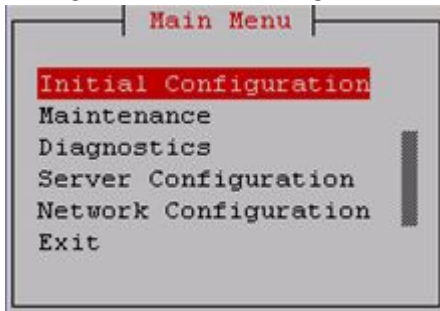 Main Menu
Initial Configuration
Maintenance
Diagnostics
Server Configuration
Network Configuration
Exit